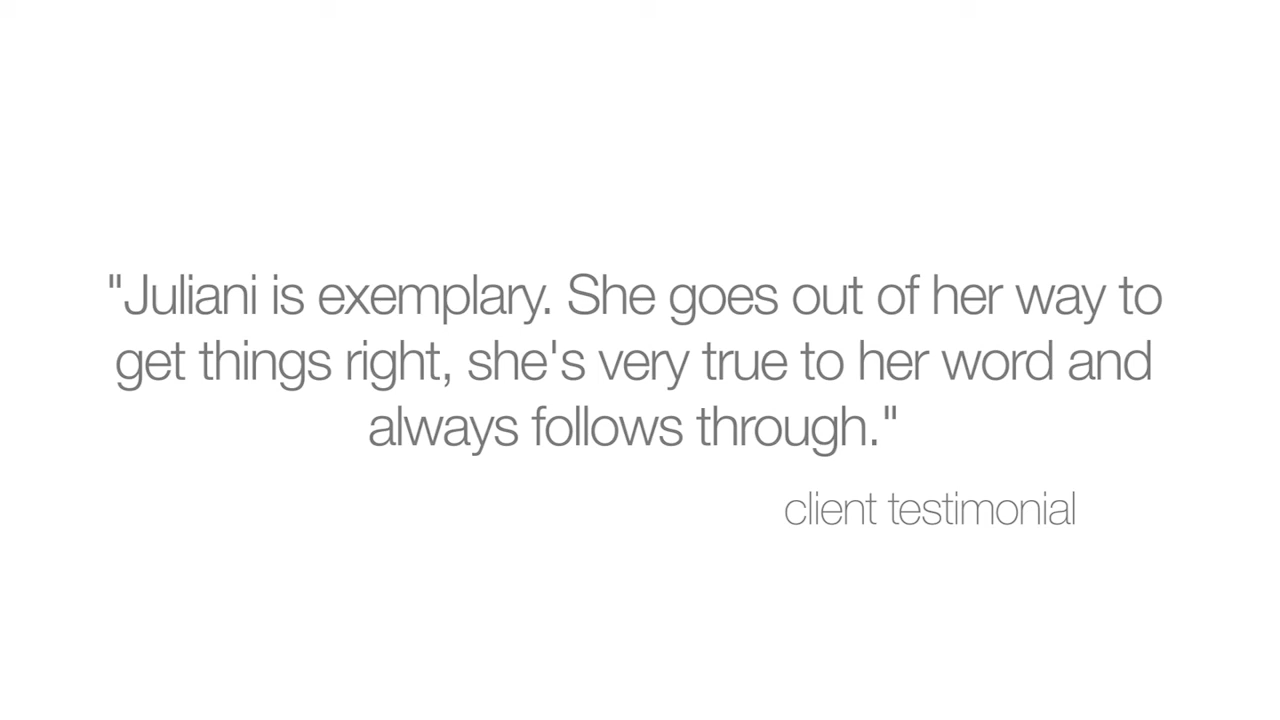 "Juliani is exemplary. She goes out of her way to
get things right, she's very true to her word and
always follows through."
client testimonial